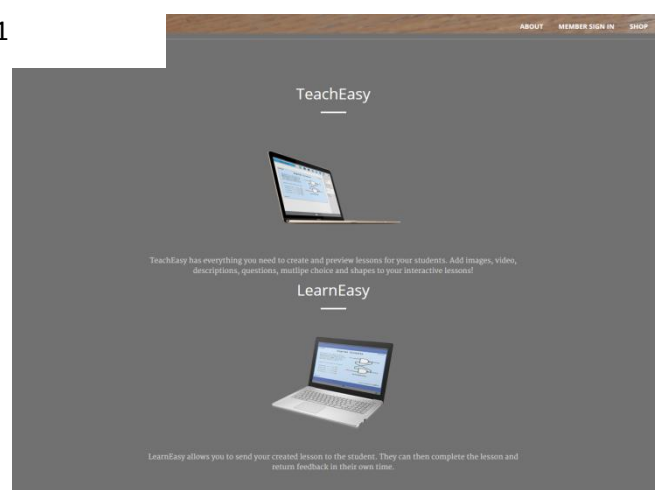 1
ABOUT MEMBER SIGN IN SHOP
TeachEasy
TeachEasy has everything you need to create and preview lessons for your students. Add images, video,
descriptions, questions, mutlipe choice and shapes to your interactive lessons!
LearnEasy
LearnEasy allows you to send your created lesson to the student. They can then complete the lesson and
return feedback in their own time.